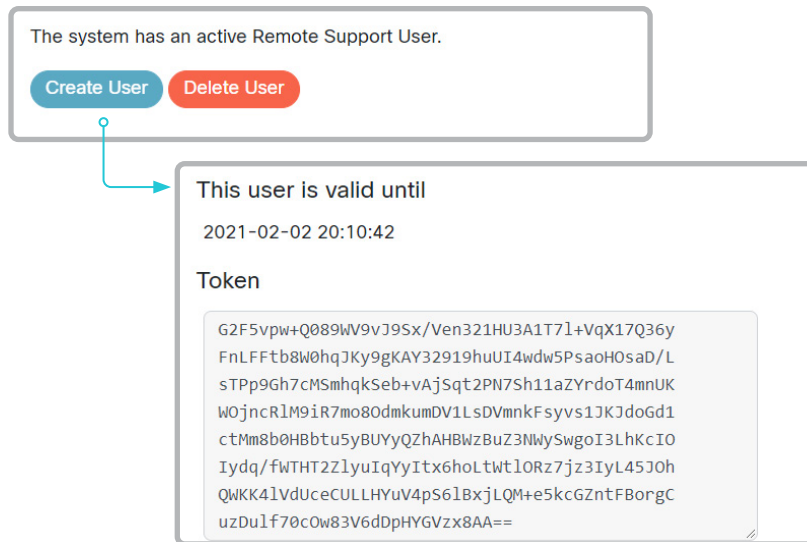 The system has an active Remote Support User.
Create User Delete User
This user is valid until
2021-02-02 20:10:42
Token
G2F5vpw+Q089WV9vJ9Sx/Ven321HU3A1T7l+VqX17Q36y
FnLFFtb8W0hqJKy9gKAY32919huUI4wdw5PsaoHOsaD/L
sTPp9Gh7cMSmhqkSeb+vAjSqt2PN7Sh11aZYrdoT4mnUK
WOjncRlM9iR7mo8OdmkumDV1LsDVmnkFsyvs1JKJdoGd1
ctMm8b0HBbtu5yBUYyQZhAHBWzBuZ3NWySwgoI3LhKcIO
Iydq/fWTHT2ZlyuIqYyItx6hoLtWtlORz7jz3IyL45JOh
QWKK4lVdUceCULLHYuV4pS6lBxjLQM+e5kcGZntFBorgC
uzDulf70cOw83V6dDpHYGVzx8AA==